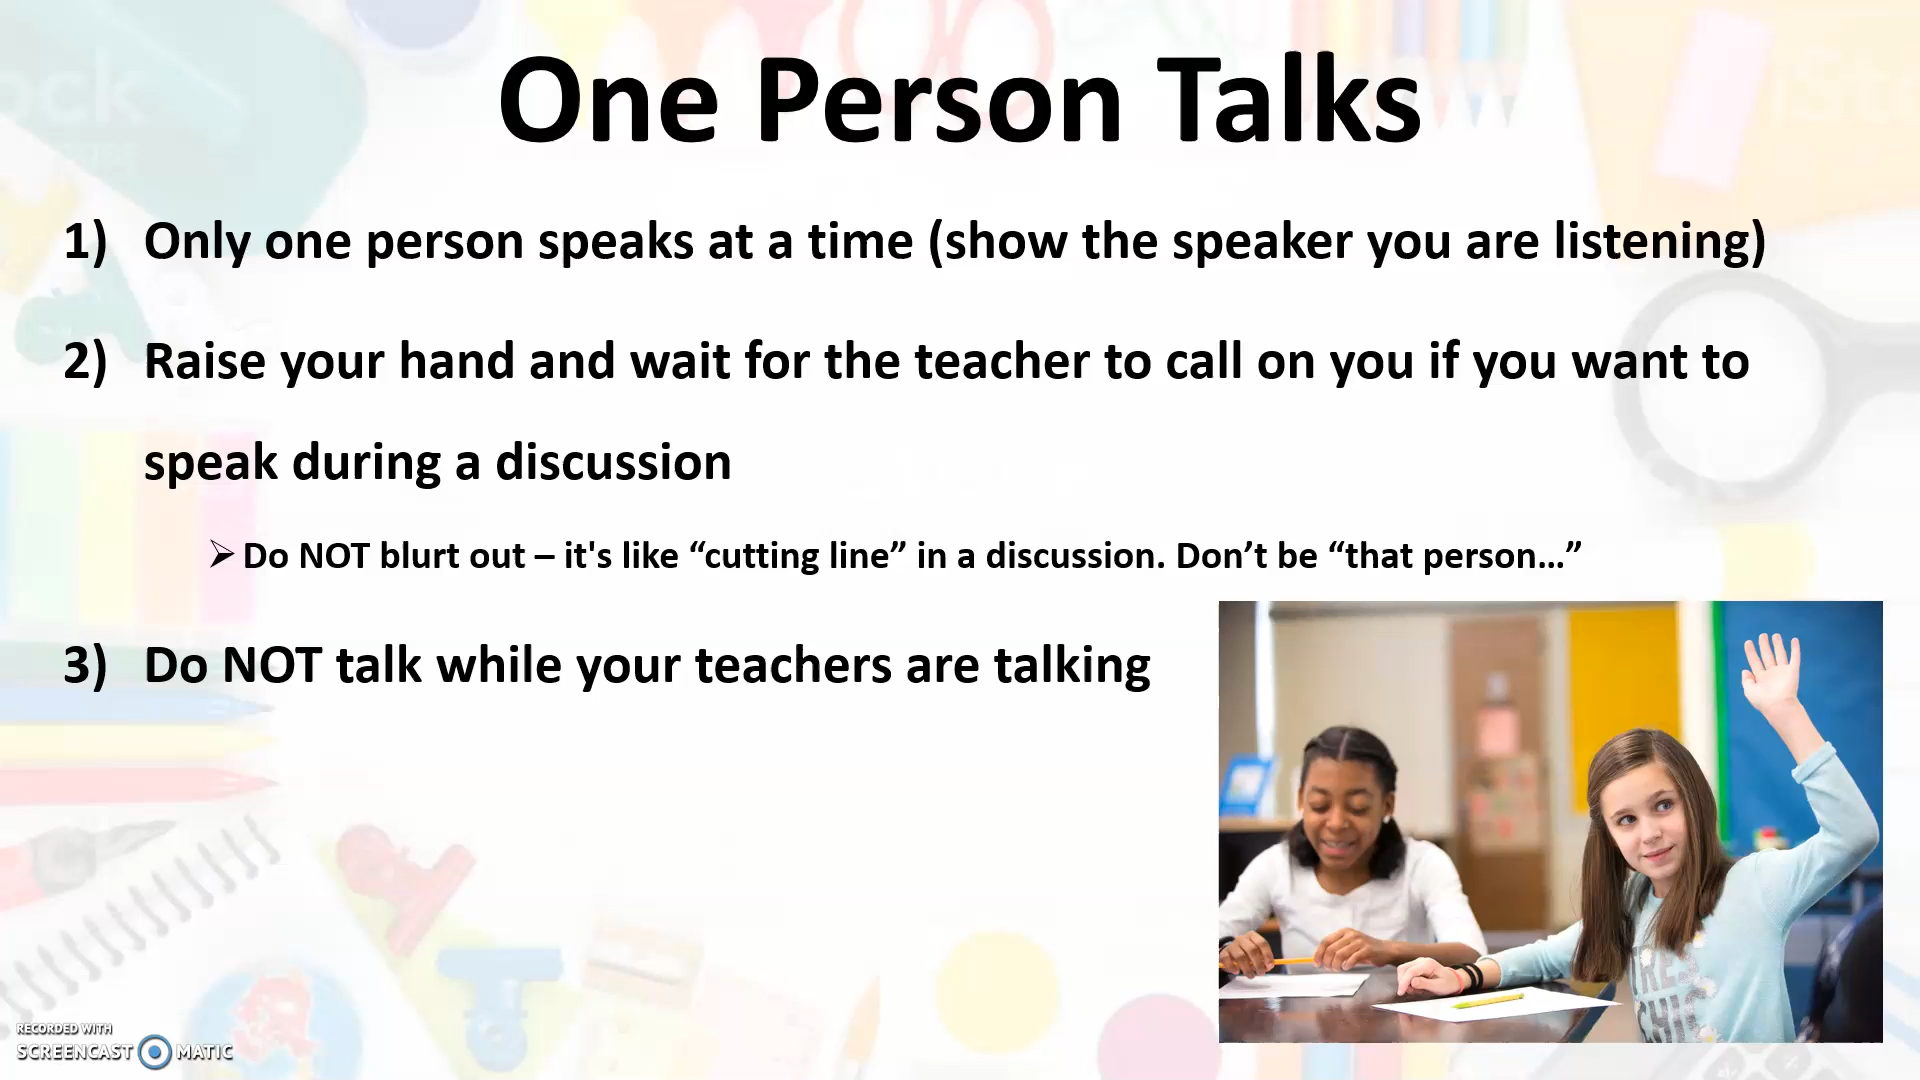 One Person Talks
1) Only one person speaks at a time (show the speaker you are listening)
2) Raise your hand and wait for the teacher to call on you if you want to
speak during a discussion
➢ Do NOT blurt out – it's like “cutting line” in a discussion. Don’t be “that person…”
3) Do NOT talk while your teachers are talking
RECORDED WITH
SCREENCAST MATIC